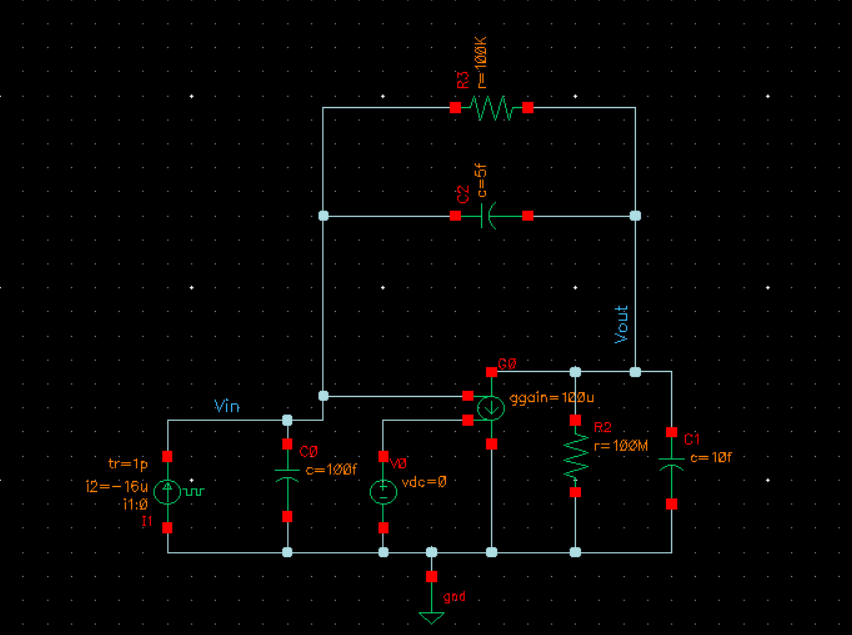 R3
r=100K
C2
c=5f
Vout
G0
ggain=100u
Vin
R2
r=100M
C1
c=10f
C0
c=100f
V0
vdc=0
tr=1p
i2=-16u
i1:0
I1
gnd